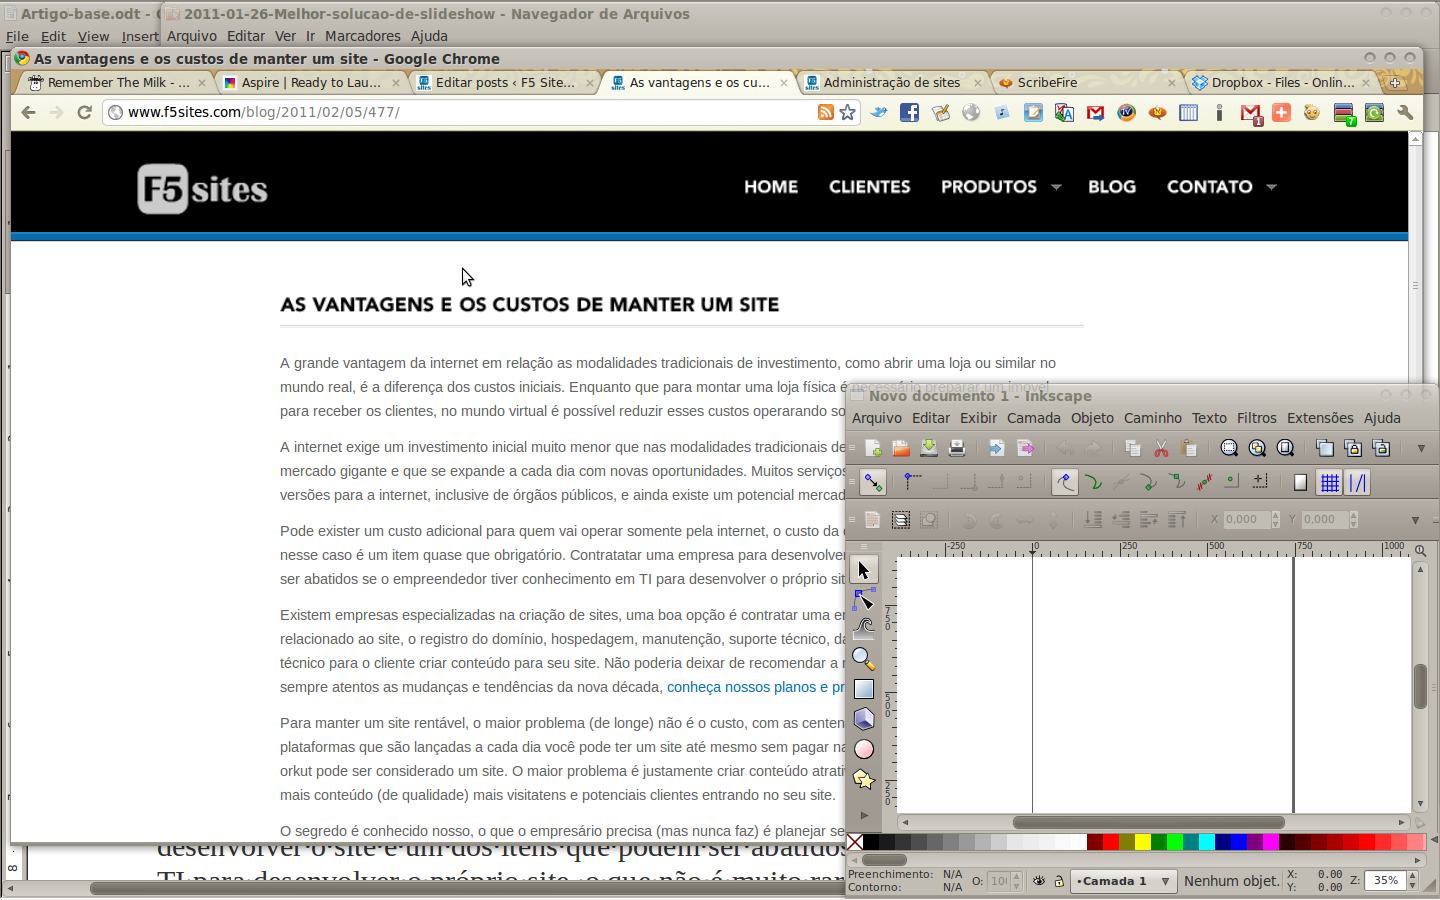 Artigo-base.odt -
2011-01-26-Melhor-solucao-de-slideshow - Navegador de Arquivos
File Edit View Insert
Arquivo Editar Ver Ir Marcadores Ajuda
As vantagens e os custos de manter um site - Google Chrome
Remember The Milk - ...
Aspire | Ready to Lau...
Editar posts ‹ F5 Site...
As vantagens e os cu...
Administração de sites
ScribeFire
Dropbox - Files - Onlin...
www.f5sites.com/blog/2011/02/05/477/
F5 sites
HOME CLIENTES PRODUTOS BLOG CONTATO
AS VANTAGENS E OS CUSTOS DE MANTER UM SITE
A grande vantagem da internet em relação as modalidades tradicionais de investimento, como abrir uma loja ou similar no
mundo real, é a diferença dos custos iniciais. Enquanto que para montar uma loja física é necessário preparar um imovel
para receber os clientes, no mundo virtual é possível reduzir esses custos operarando so
A internet exige um investimento inicial muito menor que nas modalidades tradicionais de
mercado gigante e que se expande a cada dia com novas oportunidades. Muitos serviços
versões para a internet, inclusive de órgãos públicos, e ainda existe um potencial mercad
Pode existir um custo adicional para quem vai operar somente pela internet, o custo da
nesse caso é um item quase que obrigatório. Contratatar uma empresa para desenvolver
ser abatidos se o empreendedor tiver conhecimento em TI para desenvolver o próprio sit
Existem empresas especializadas na criação de sites, uma boa opção é contratar uma e
relacionado ao site, o registro do domínio, hospedagem, manutenção, suporte técnico, da
técnico para o cliente criar conteúdo para seu site. Não poderia deixar de recomendar a
sempre atentos as mudanças e tendências da nova década, conheça nossos planos e pr
Para manter um site rentável, o maior problema (de longe) não é o custo, com as centen
plataformas que são lançadas a cada dia você pode ter um site até mesmo sem pagar na
orkut pode ser considerado um site. O maior problema é justamente criar conteúdo atrati
mais conteúdo (de qualidade) mais visitatens e potenciais clientes entrando no seu site.
O segredo é conhecido nosso, o que o empresário precisa (mas nunca faz) é planejar se
desenvolver·o·site·é·um·dos·itens·que·podem·ser·abatidos
TI·para·desenvolver·o·próprio·site,·o·que·não·é·muito·rar
8
Novo documento 1 - Inkscape
Arquivo Editar Exibir Camada Objeto Caminho Texto Filtros Extensões Ajuda
X 0,000 Y 0,000
-250 0 250 500 750 1000
750
500
250
Preenchimento: N/A
Contorno: N/A
O: 10
•Camada 1
Nenhum objet.
X: 0.00
Y: 0.00
Z: 35%